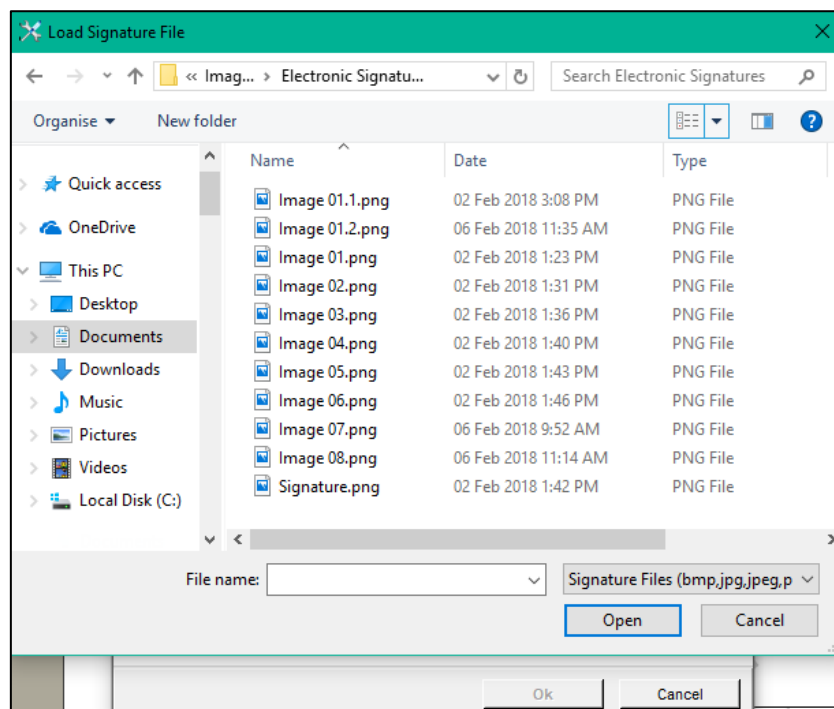 Load Signature File
« Imag... › Electronic Signatu...
Search Electronic Signatures
Organise
New folder
Quick access
OneDrive
This PC
Desktop
Documents
Downloads
Music
Pictures
Videos
Local Disk (C:)
Name Date Type
Image 01.1.png 02 Feb 2018 3:08 PM PNG File
Image 01.2.png 06 Feb 2018 11:35 AM PNG File
Image 01.png 02 Feb 2018 1:23 PM PNG File
Image 02.png 02 Feb 2018 1:31 PM PNG File
Image 03.png 02 Feb 2018 1:36 PM PNG File
Image 04.png 02 Feb 2018 1:40 PM PNG File
Image 05.png 02 Feb 2018 1:43 PM PNG File
Image 06.png 02 Feb 2018 1:46 PM PNG File
Image 07.png 06 Feb 2018 9:52 AM PNG File
Image 08.png 06 Feb 2018 11:14 AM PNG File
Signature.png 02 Feb 2018 1:42 PM PNG File
File name:
Signature Files (bmp,jpg,jpeg,p
Open Cancel
Ok Cancel